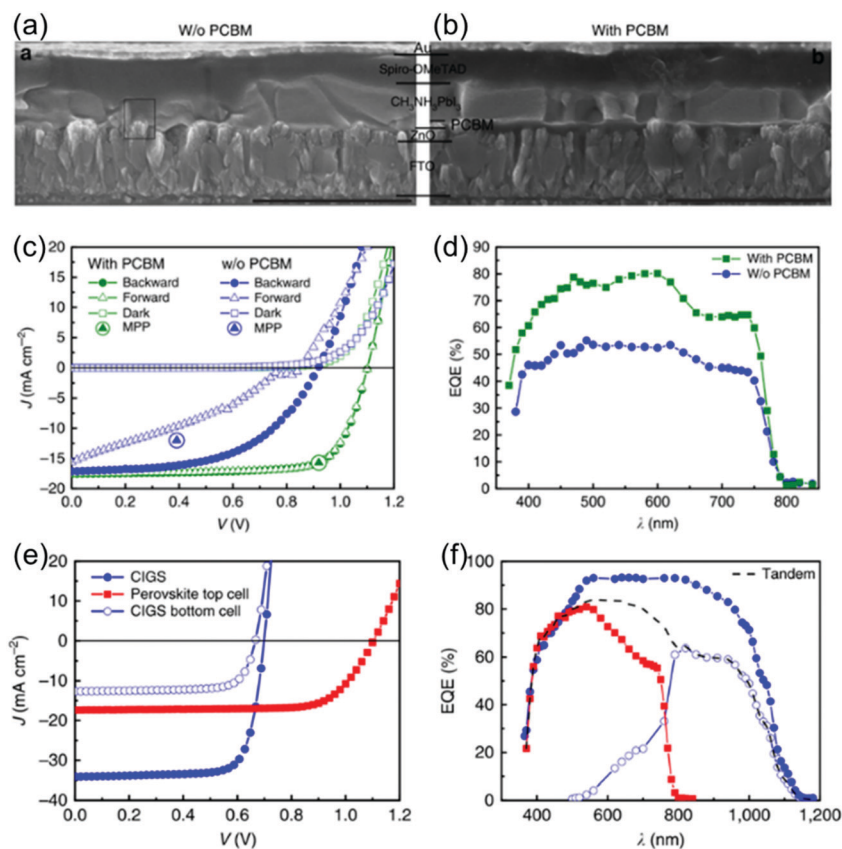 (a) W/o PCBM (b) With PCBM
a Au b
Spiro-OMeTAD
CH3NH3PbI3
PCBM
ZnO
FTO
(c)
With PCBM w/o PCBM
Backward Backward
Forward Forward
Dark Dark
MPP MPP
J (mA cm−2)
20
15
10
5
0
−5
−10
−15
−20
0.0 0.2 0.4 0.6 0.8 1.0 1.2
V (V)
(d)
With PCBM
W/o PCBM
EQE (%)
90
80
70
60
50
40
30
20
10
0
400 500 600 700 800
λ (nm)
(e)
CIGS
Perovskite top cell
CIGS bottom cell
J (mA cm−2)
20
10
0
−10
−20
−30
−40
0.0 0.2 0.4 0.6 0.8 1.0 1.2
V (V)
(f)
Tandem
EQE (%)
100
80
60
40
20
0
400 600 800 1,000 1,180
λ (nm)